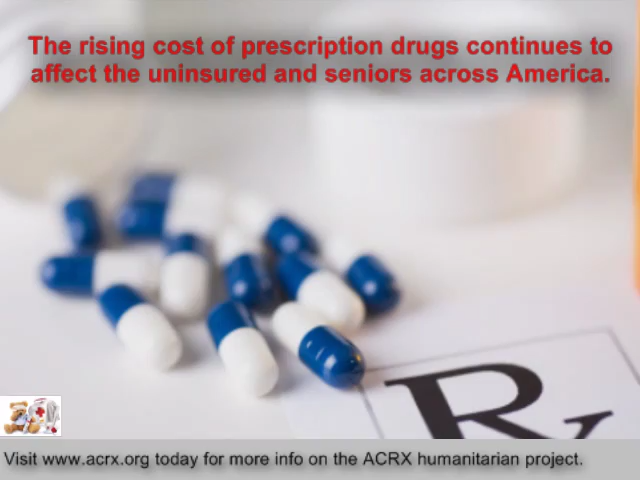 The rising cost of prescription drugs continues to
affect the uninsured and seniors across America.
Rx
Visit www.acrx.org today for more info on the ACRX humanitarian project.